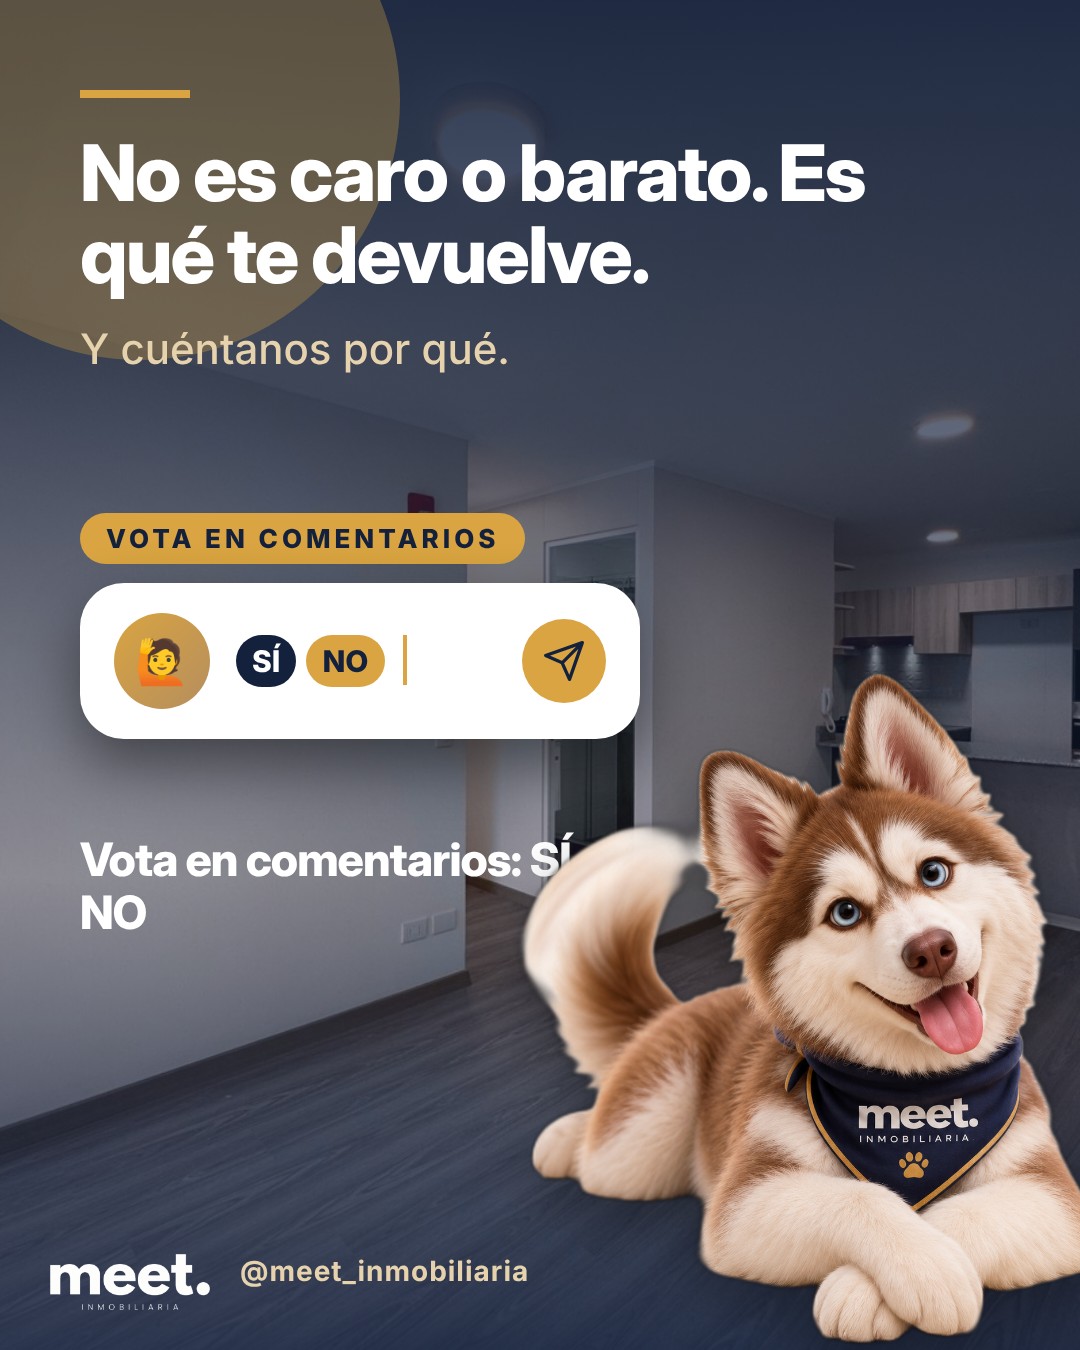 No es caro o barato. Es
qué te devuelve.
Y cuéntanos por qué.
VOTA EN COMENTARIOS
SÍ NO
Vota en comentarios: SÍ
NO
meet.
INMOBILIARIA
meet.
INMOBILIARIA
@meet_inmobiliaria